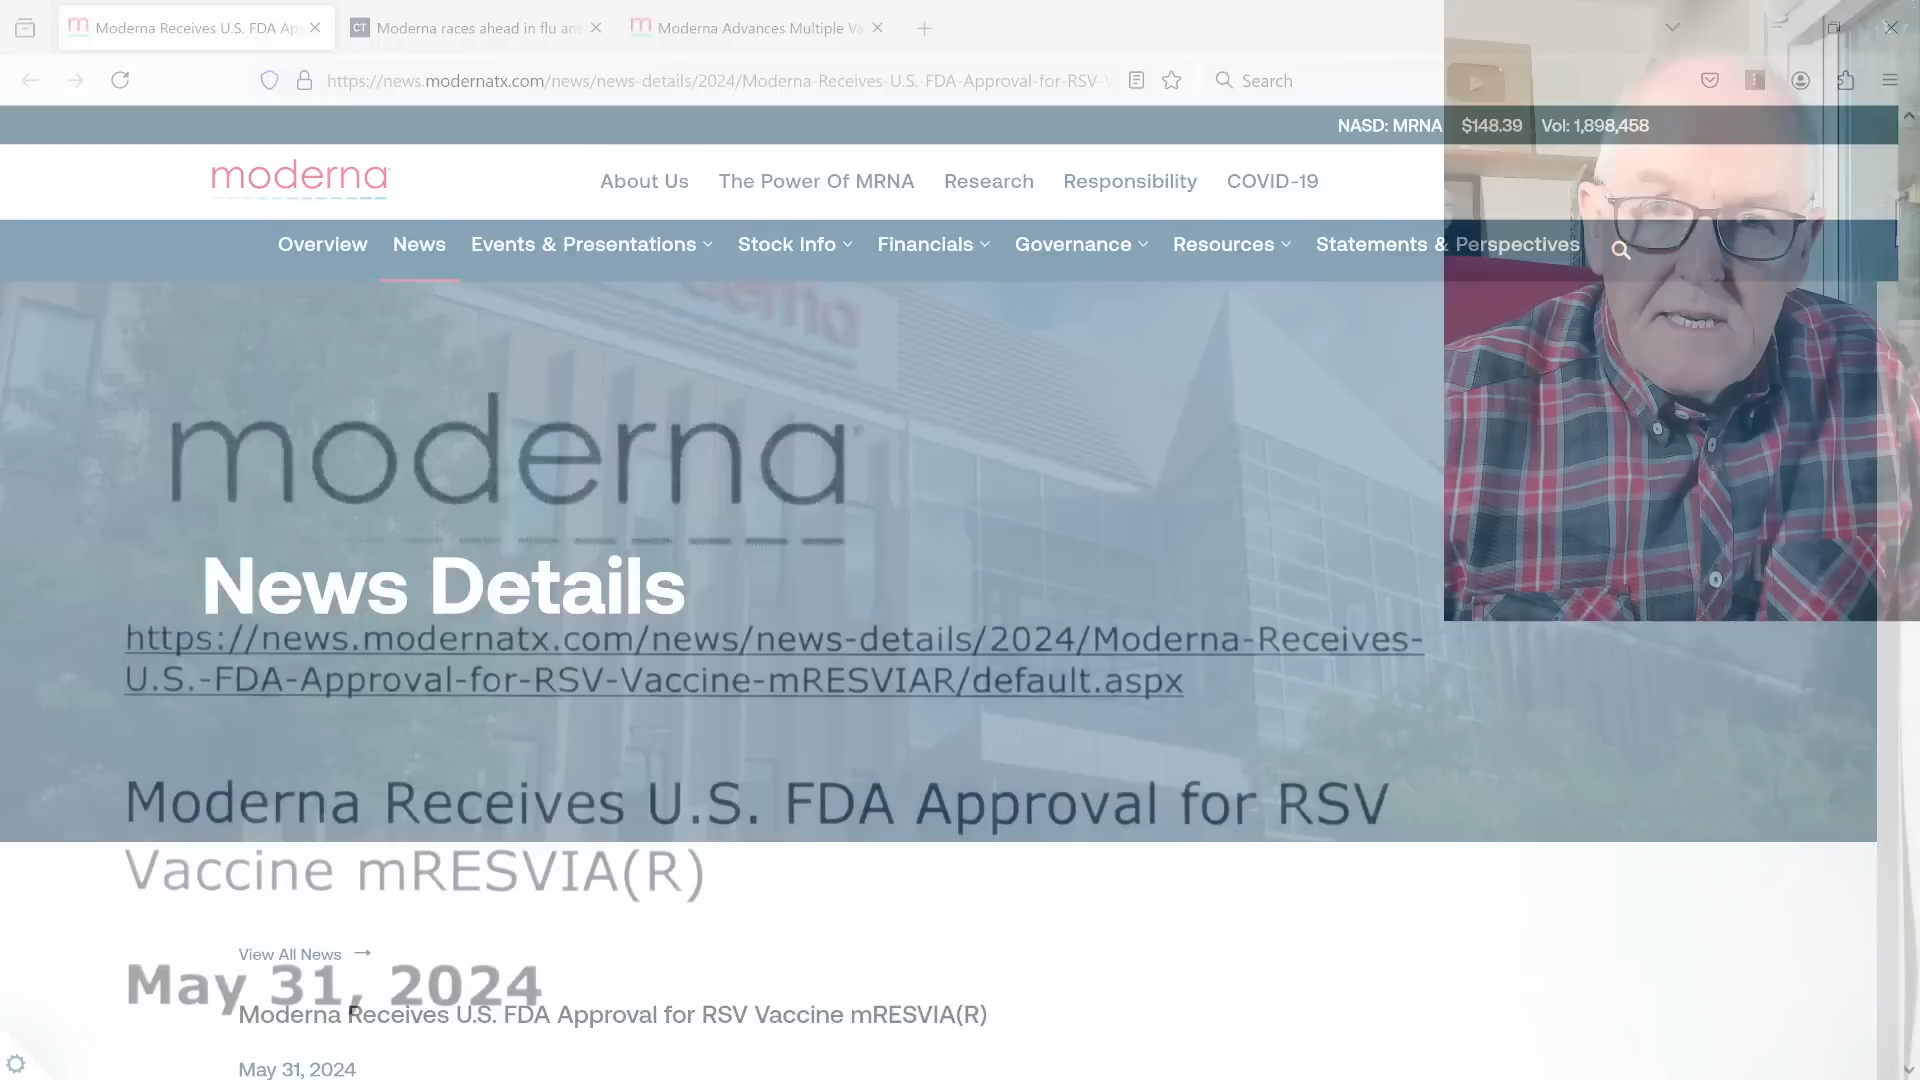 Moderna Receives U.S. FDA Ap
CT Moderna races ahead in flu an
Moderna Advances Multiple Va
https://news.modernatx.com/news/news-details/2024/Moderna-Receives-U.S.-FDA-Approval-for-RSV-V
Search
NASD: MRNA $148.39 Vol: 1,898,458
moderna
About Us The Power Of MRNA Research Responsibility COVID-19
Overview News Events & Presentations Stock Info Financials Governance Resources Statements & Perspectives
moderna
News Details
https://news.modernatx.com/news/news-details/2024/Moderna-Receives-
U.S.-FDA-Approval-for-RSV-Vaccine-mRESVIAR/default.aspx
Moderna Receives U.S. FDA Approval for RSV
Vaccine mRESVIA(R)
View All News
May 31, 2024
Moderna Receives U.S. FDA Approval for RSV Vaccine mRESVIA(R)
May 31, 2024